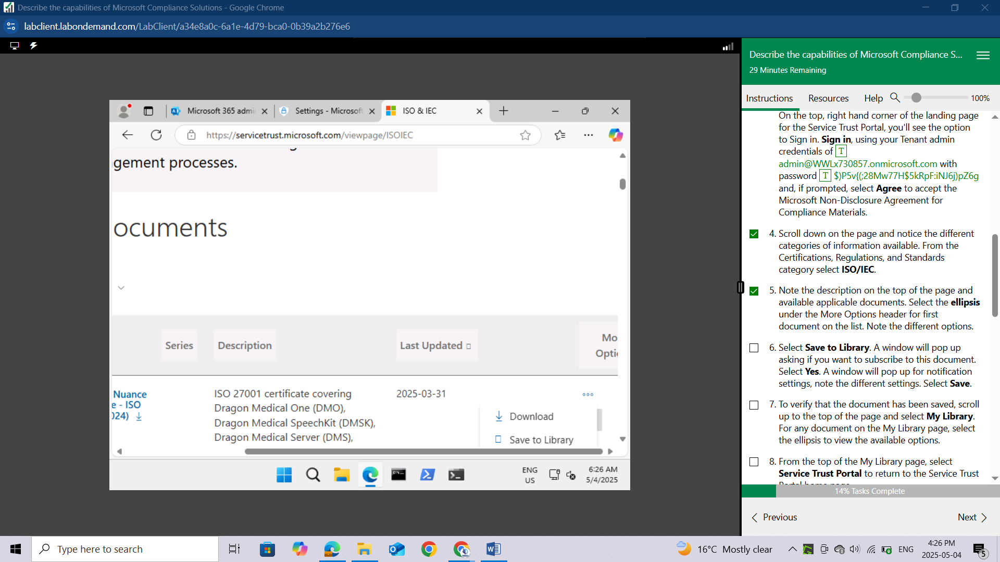 Describe the capabilities of Microsoft Compliance Solutions - Google Chrome
labclient.labondemand.com/LabClient/a34e8a0c-6a1e-4d79-bca0-0b39a2b276e6
Describe the capabilities of Microsoft Compliance S...
29 Minutes Remaining
Instructions
Resources
Help
100%
Microsoft 365 admi
Settings - Microsoft
ISO & IEC
https://servicetrust.microsoft.com/viewpage/ISOIEC
gement processes.
ocuments
Series
Description
Last Updated
Mo
Optio
Nuance
e - ISO
024)
ISO 27001 certificate covering
Dragon Medical One (DMO),
Dragon Medical SpeechKit (DMSK),
Dragon Medical Server (DMS),
2025-03-31
Download
Save to Library
ENG
US
6:26 AM
5/4/2025
On the top, right hand corner of the landing page
for the Service Trust Portal, you'll see the option
to Sign in. Sign in, using your Tenant admin
credentials of T
admin@WWLx730857.onmicrosoft.com with
password T $)P5v{(;28Mw77H$5kRpF:iNJ6j)pZ6g
and, if prompted, select Agree to accept the
Microsoft Non-Disclosure Agreement for
Compliance Materials.
4. Scroll down on the page and notice the different
categories of information available. From the
Certifications, Regulations, and Standards
category select ISO/IEC.
5. Note the description on the top of the page and
available applicable documents. Select the ellipsis
under the More Options header for first
document on the list. Note the different options.
6. Select Save to Library. A window will pop up
asking if you want to subscribe to this document.
Select Yes. A window will pop up for notification
settings, note the different settings. Select Save.
7. To verify that the document has been saved, scroll
up to the top of the page and select My Library.
For any document on the My Library page, select
the ellipsis to view the available options.
8. From the top of the My Library page, select
Service Trust Portal to return to the Service Trust
Portal home page
14% Tasks Complete
Previous
Next
Type here to search
16°C Mostly clear
ENG
4:26 PM
2025-05-04
5